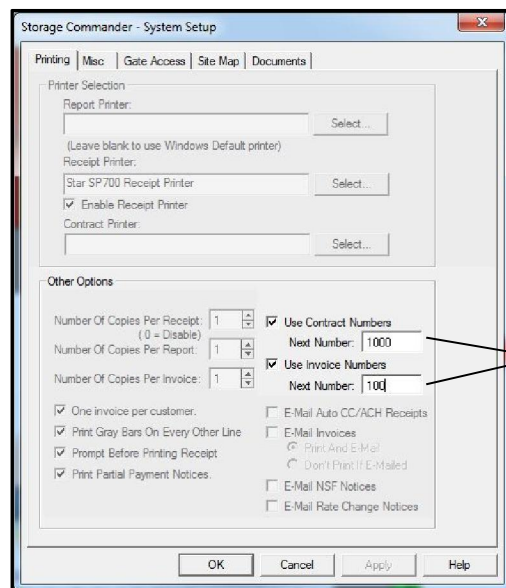 Storage Commander - System Setup
Printing Misc Gate Access Site Map Documents
Printer Selection
Report Printer:
Select...
(Leave blank to use Windows Default printer)
Receipt Printer:
Star SP700 Receipt Printer Select...
Enable Receipt Printer
Contract Printer:
Select...
Other Options
Number Of Copies Per Receipt: 1
( 0 = Disable)
Number Of Copies Per Report: 1
Number Of Copies Per Invoice: 1
Use Contract Numbers
Next Number: 1000
Use Invoice Numbers
Next Number: 100
One invoice per customer.
Print Gray Bars On Every Other Line
Prompt Before Printing Receipt
Print Partial Payment Notices.
E-Mail Auto CC/ACH Receipts
E-Mail Invoices
Print And E-Mail
Don't Print If E-Mailed
E-Mail NSF Notices
E-Mail Rate Change Notices
OK Cancel Apply Help